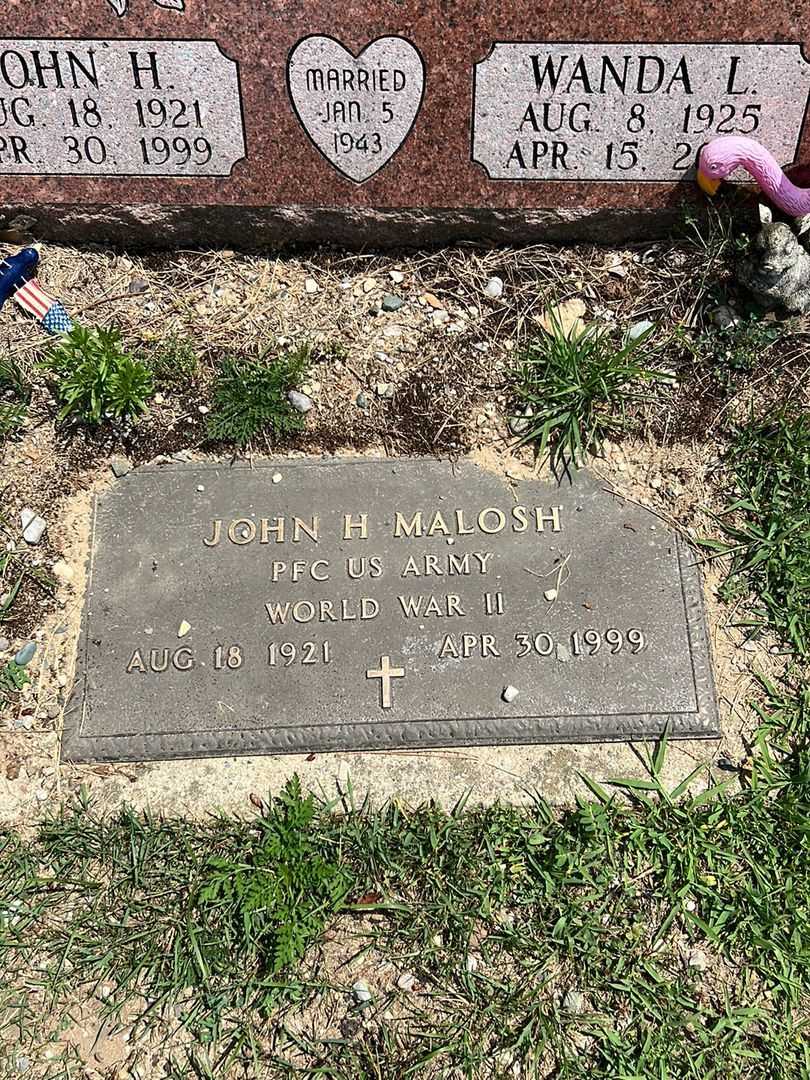 OHN H.
UG. 18, 1921
PR. 30, 1999
MARRIED
JAN. 5
1943
WANDA L.
AUG. 8, 1925
APR. 15,
JOHN H MALOSH
PFC US ARMY
WORLD WAR II
AUG 18 1921
APR 30 1999